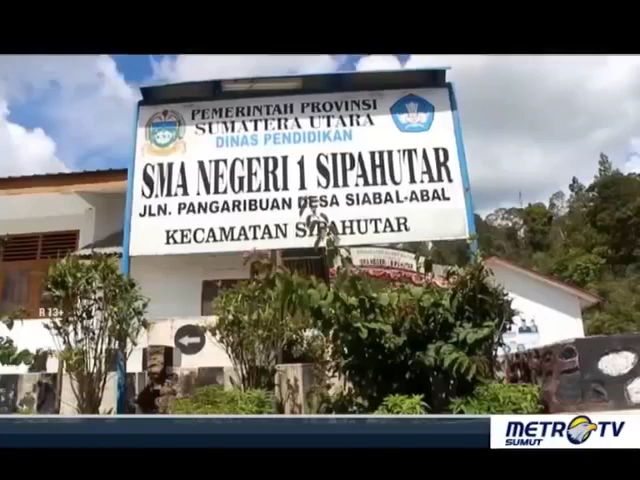 PEMERINTAH PROVINSI
SUMATERA UTARA
DINAS PENDIDIKAN
SMA NEGERI 1 SIPAHUTAR
JLN. PANGARIBUAN DESA SIABAL-ABAL
KECAMATAN SIPAHUTAR
METRO TV
SUMUT